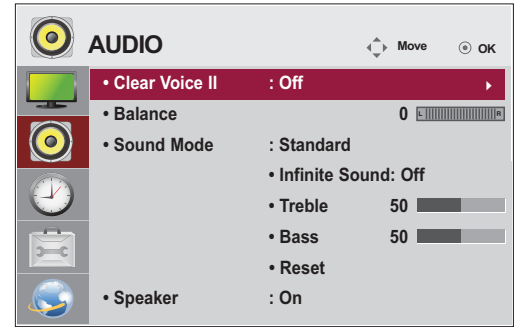 AUDIO Move OK
• Clear Voice II : Off
• Balance 0 L R
• Sound Mode : Standard
• Infinite Sound: Off
• Treble 50
• Bass 50
• Reset
• Speaker : On